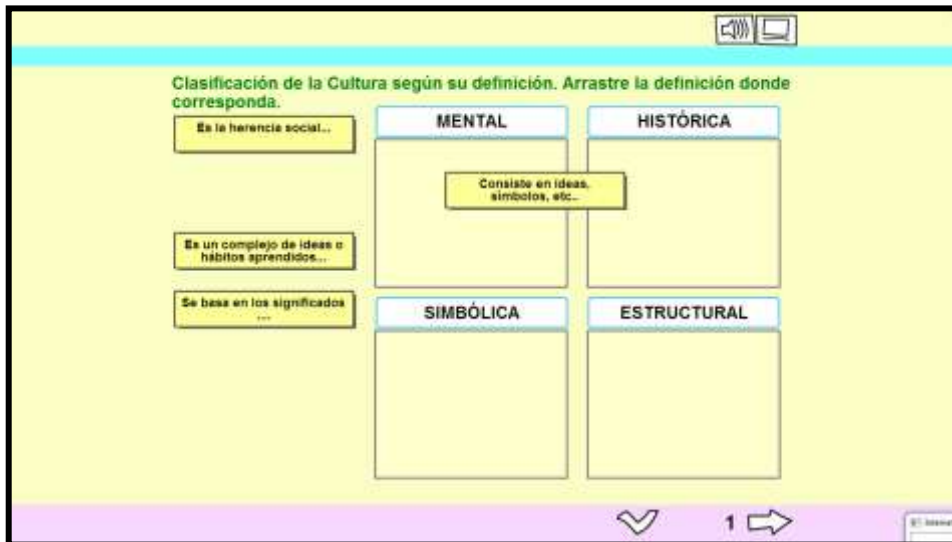 Clasificación de la Cultura según su definición. Arrastre la definición donde
corresponda.
Es la herencia social...
MENTAL
HISTÓRICA
Consiste en ideas,
símbolos, etc..
Es un complejo de ideas o
hábitos aprendidos...
Se basa en los significados
...
SIMBÓLICA
ESTRUCTURAL
1